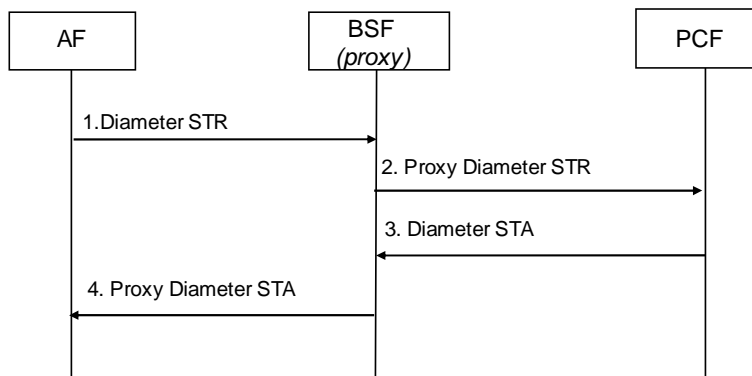 AF
BSF
(proxy)
PCF
1.Diameter STR
2. Proxy Diameter STR
3. Diameter STA
4. Proxy Diameter STA